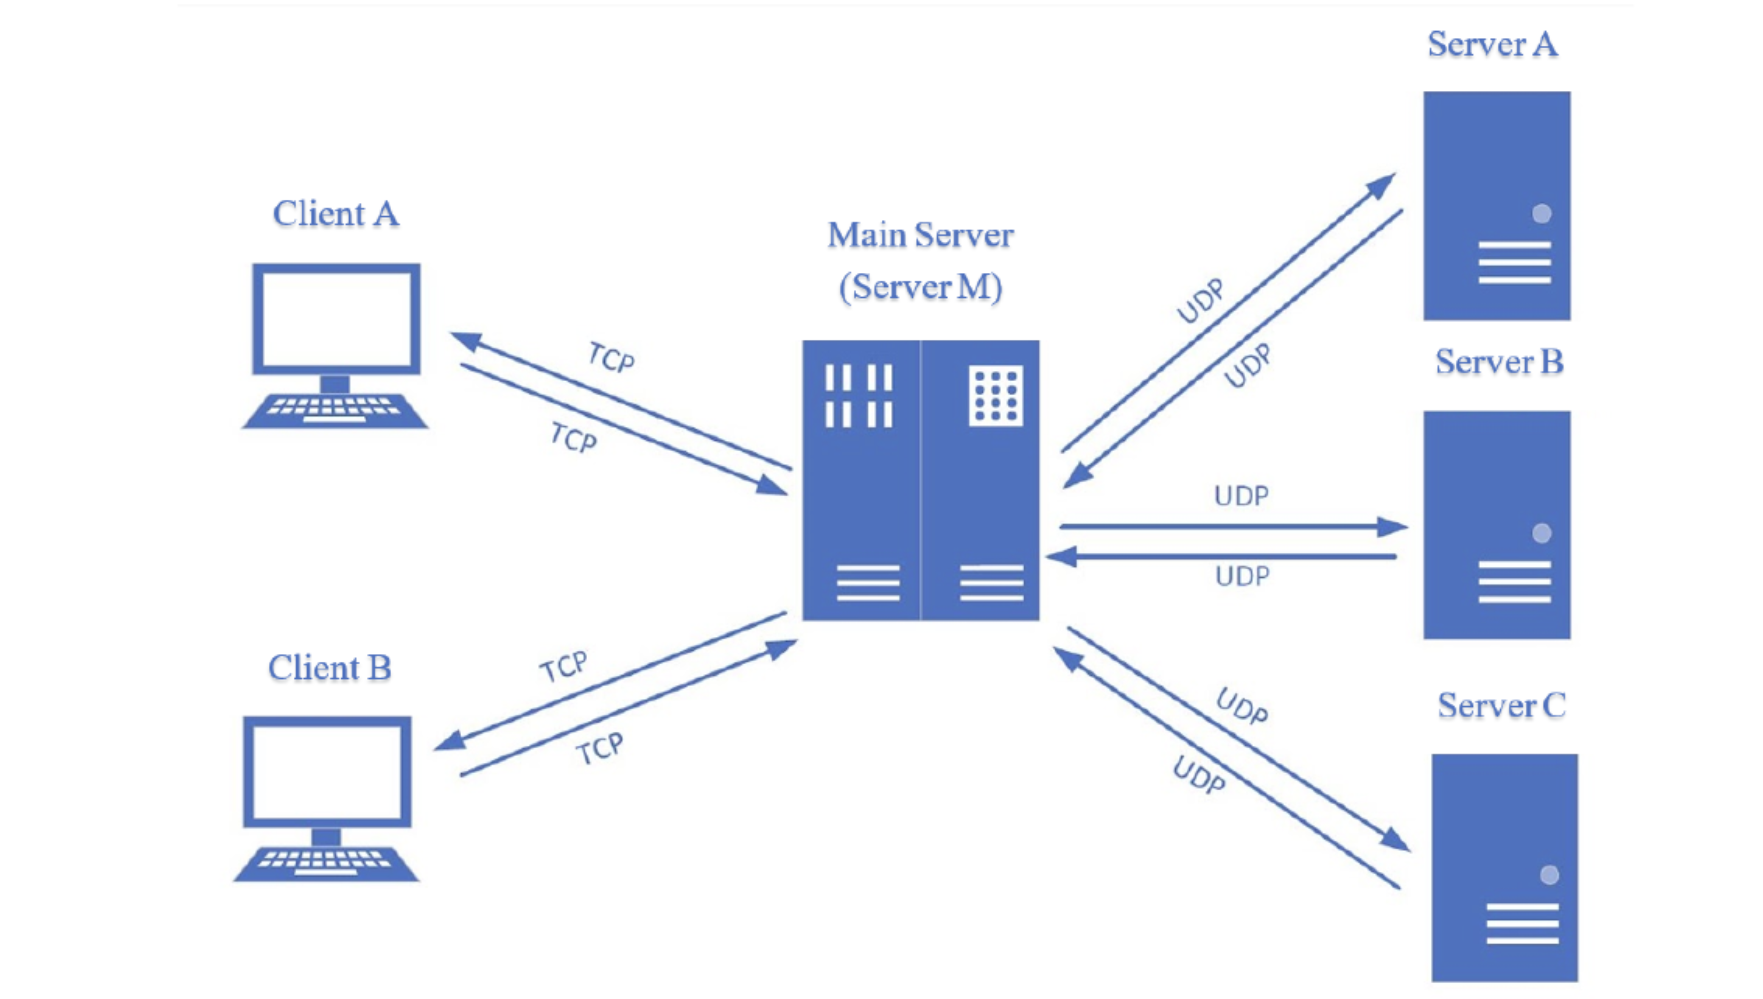 Server A
Client A
Main Server
(Server M)
UDP
UDP
TCP
TCP
Server B
UDP
UDP
Client B
TCP
TCP
Server C
UDP
UDP